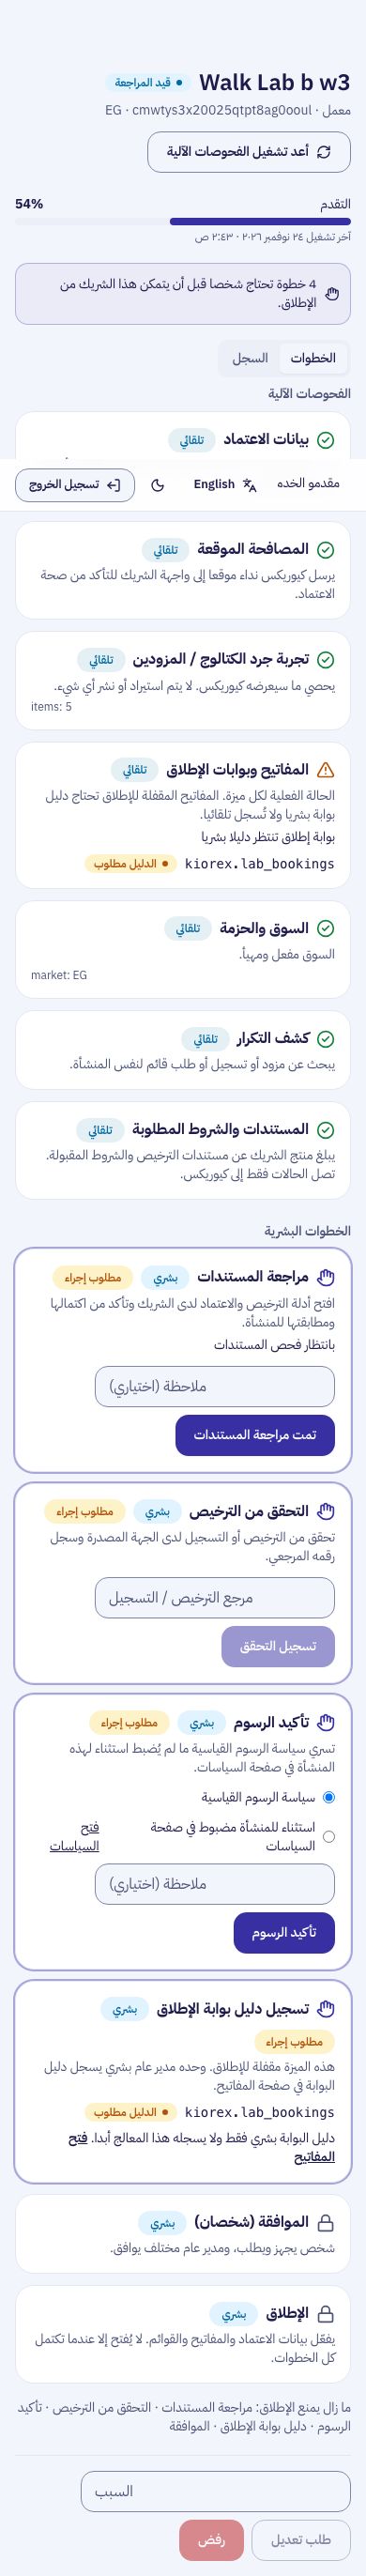 Walk Lab b w3 قيد المراجعة
معمل · EG · cmwtys3x20025qtpt8ag0ooul
أعد تشغيل الفحوصات الآلية
التقدم 54%
آخر تشغيل ٢٤ نوفمبر ٢٠٢٦ · ٢:٤٣ ص
4 خطوة تحتاج شخصا قبل أن يتمكن هذا الشريك من
الإطلاق.
الخطوات السجل
الفحوصات الآلية
بيانات الاعتماد تلقائي
مقدمو الخده English تسجيل الخروج
المصافحة الموقعة تلقائي
يرسل كيوريكس نداء موقعا إلى واجهة الشريك للتأكد من صحة
الاعتماد.
تجربة جرد الكتالوج / المزودين تلقائي
يحصي ما سيعرضه كيوريكس. لا يتم استيراد أو نشر أي شيء.
items: 5
المفاتيح وبوابات الإطلاق تلقائي
الحالة الفعلية لكل ميزة. المفاتيح المقفلة للإطلاق تحتاج دليل
بوابة بشريا ولا تُسجل تلقائيا.
بوابة إطلاق تنتظر دليلا بشريا
kiorex.lab_bookings الدليل مطلوب
السوق والحزمة تلقائي
السوق مفعل ومهيأ.
market: EG
كشف التكرار تلقائي
يبحث عن مزود أو تسجيل أو طلب قائم لنفس المنشأة.
المستندات والشروط المطلوبة تلقائي
يبلغ منتج الشريك عن مستندات الترخيص والشروط المقبولة.
تصل الحالات فقط إلى كيوريكس.
الخطوات البشرية
مراجعة المستندات بشري مطلوب إجراء
افتح أدلة الترخيص والاعتماد لدى الشريك وتأكد من اكتمالها
ومطابقتها للمنشأة.
بانتظار فحص المستندات
ملاحظة (اختياري)
تمت مراجعة المستندات
التحقق من الترخيص بشري مطلوب إجراء
تحقق من الترخيص أو التسجيل لدى الجهة المصدرة وسجل
رقمه المرجعي.
مرجع الترخيص / التسجيل
تسجيل التحقق
تأكيد الرسوم بشري مطلوب إجراء
تسري سياسة الرسوم القياسية ما لم يُضبط استثناء لهذه
المنشأة في صفحة السياسات.
سياسة الرسوم القياسية
استثناء للمنشأة مضبوط في صفحة فتح
السياسات السياسات
ملاحظة (اختياري)
تأكيد الرسوم
تسجيل دليل بوابة الإطلاق بشري
مطلوب إجراء
هذه الميزة مقفلة للإطلاق. وحده مدير عام بشري يسجل دليل
البوابة في صفحة المفاتيح.
kiorex.lab_bookings الدليل مطلوب
دليل البوابة بشري فقط ولا يسجله هذا المعالج أبدا. فتح
المفاتيح
الموافقة (شخصان) بشري
شخص يجهز ويطلب، ومدير عام مختلف يوافق.
الإطلاق بشري
يفعّل بيانات الاعتماد والمفاتيح والقوائم. لا يُفتح إلا عندما تكتمل
كل الخطوات.
ما زال يمنع الإطلاق: مراجعة المستندات · التحقق من الترخيص · تأكيد
الرسوم · دليل بوابة الإطلاق · الموافقة
السبب
طلب تعديل رفض